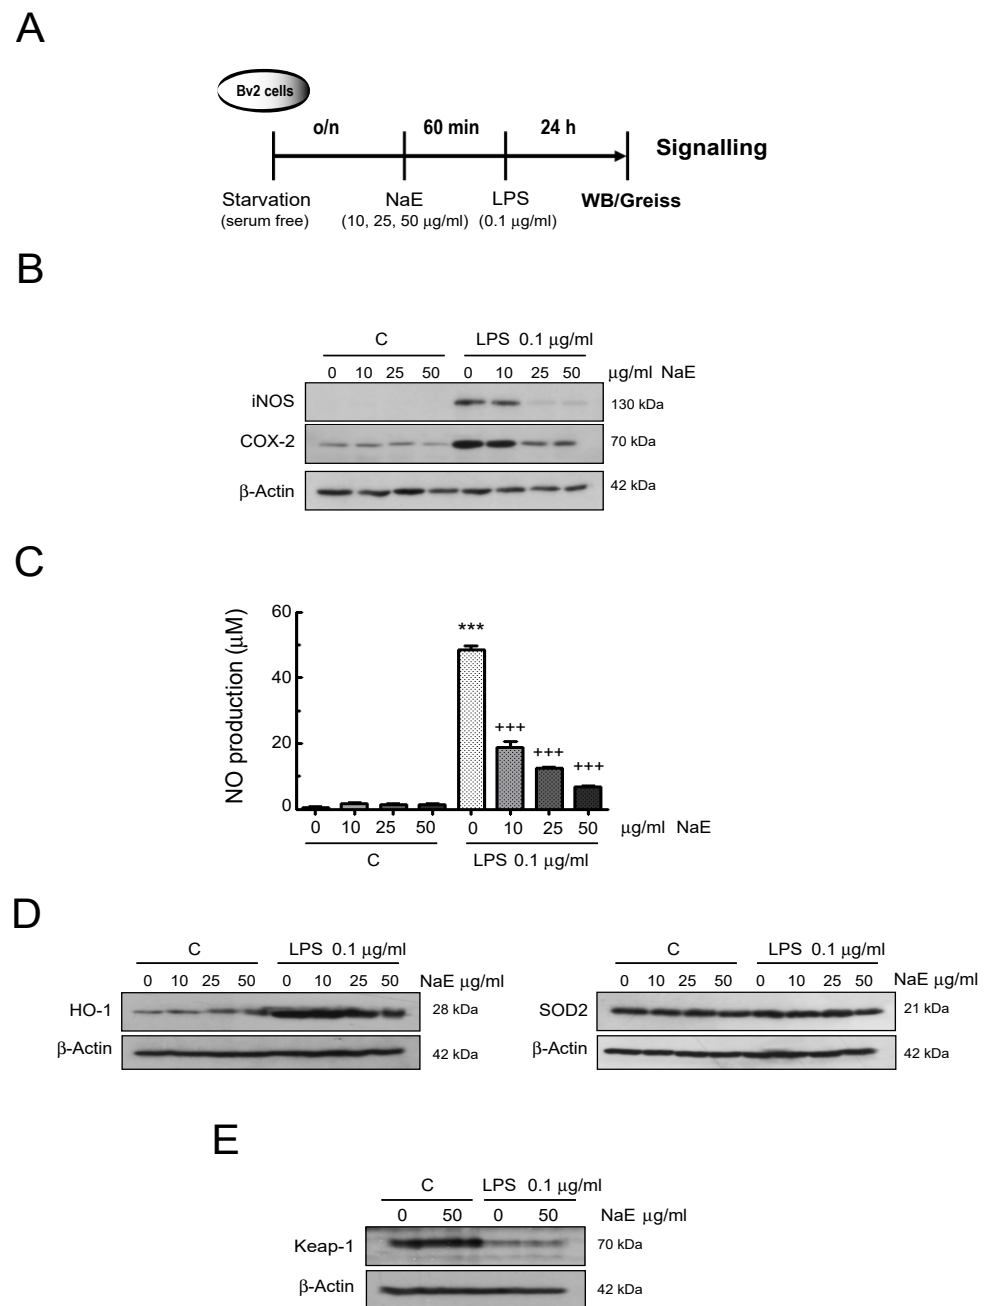 A
Bv2 cells
o/n 60 min 24 h
Signalling
Starvation NaE LPS WB/Greiss
(serum free) (10, 25, 50 μg/ml) (0.1 μg/ml)
B
C LPS 0.1 μg/ml
0 10 25 50 0 10 25 50 μg/ml NaE
iNOS 130 kDa
COX-2 70 kDa
β-Actin 42 kDa
C
NO production (μM)
60
40
20
0
***
+++
+++
+++
0 10 25 50 0 10 25 50 μg/ml NaE
C LPS 0.1 μg/ml
D
C LPS 0.1 μg/ml
0 10 25 50 0 10 25 50 NaE μg/ml
HO-1 28 kDa
β-Actin 42 kDa
C LPS 0.1 μg/ml
0 10 25 50 0 10 25 50 NaE μg/ml
SOD2 21 kDa
β-Actin 42 kDa
E
C LPS 0.1 μg/ml
0 50 0 50 NaE μg/ml
Keap-1 70 kDa
β-Actin 42 kDa